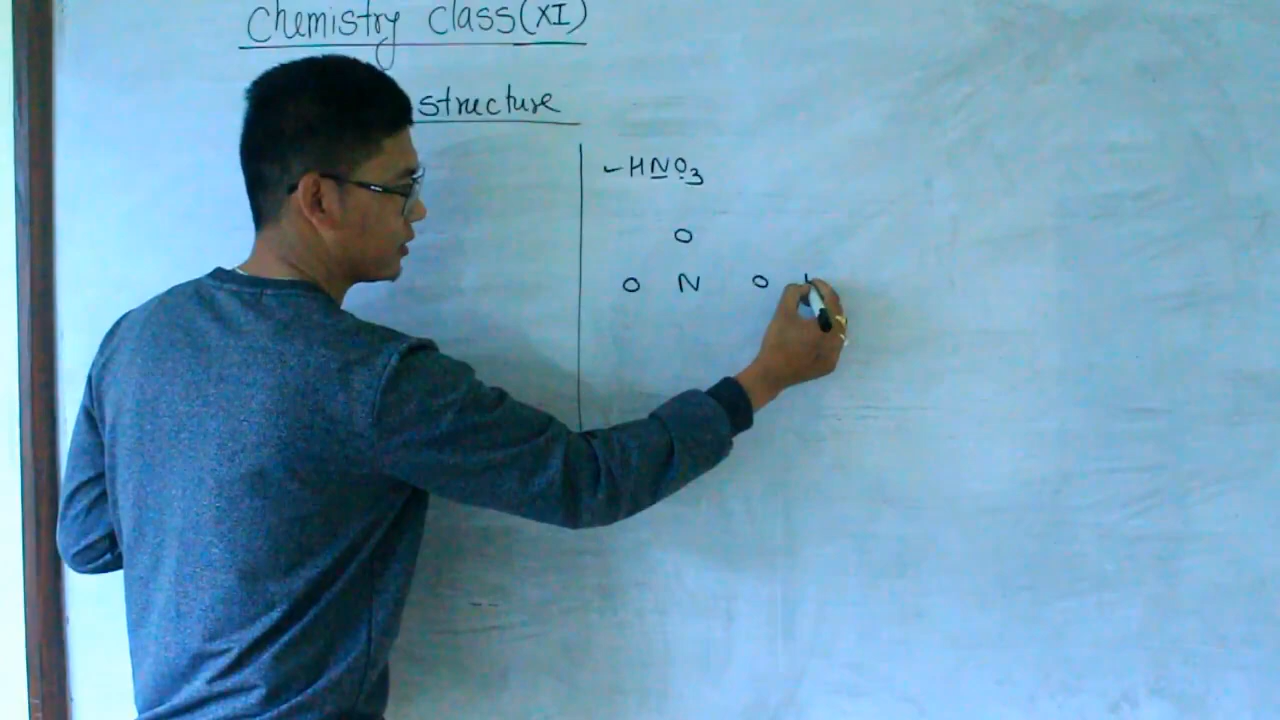 Chemistry class(XI)
structure
HNO3
O
O N O